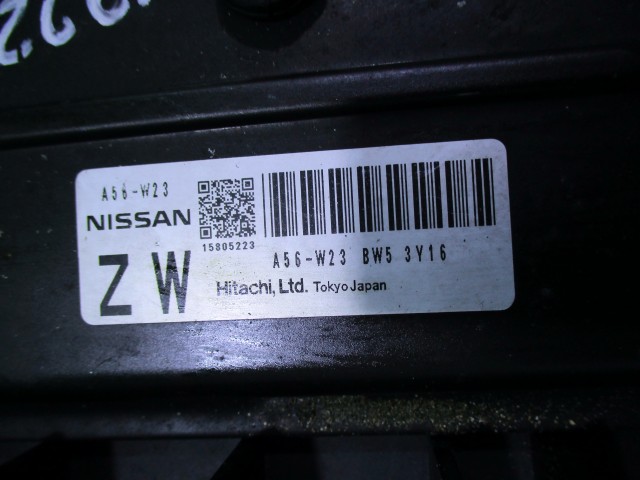 A56-W23
NISSAN
15805223
A56-W23 BW5 3Y16
Z W
Hitachi, Ltd. Tokyo Japan